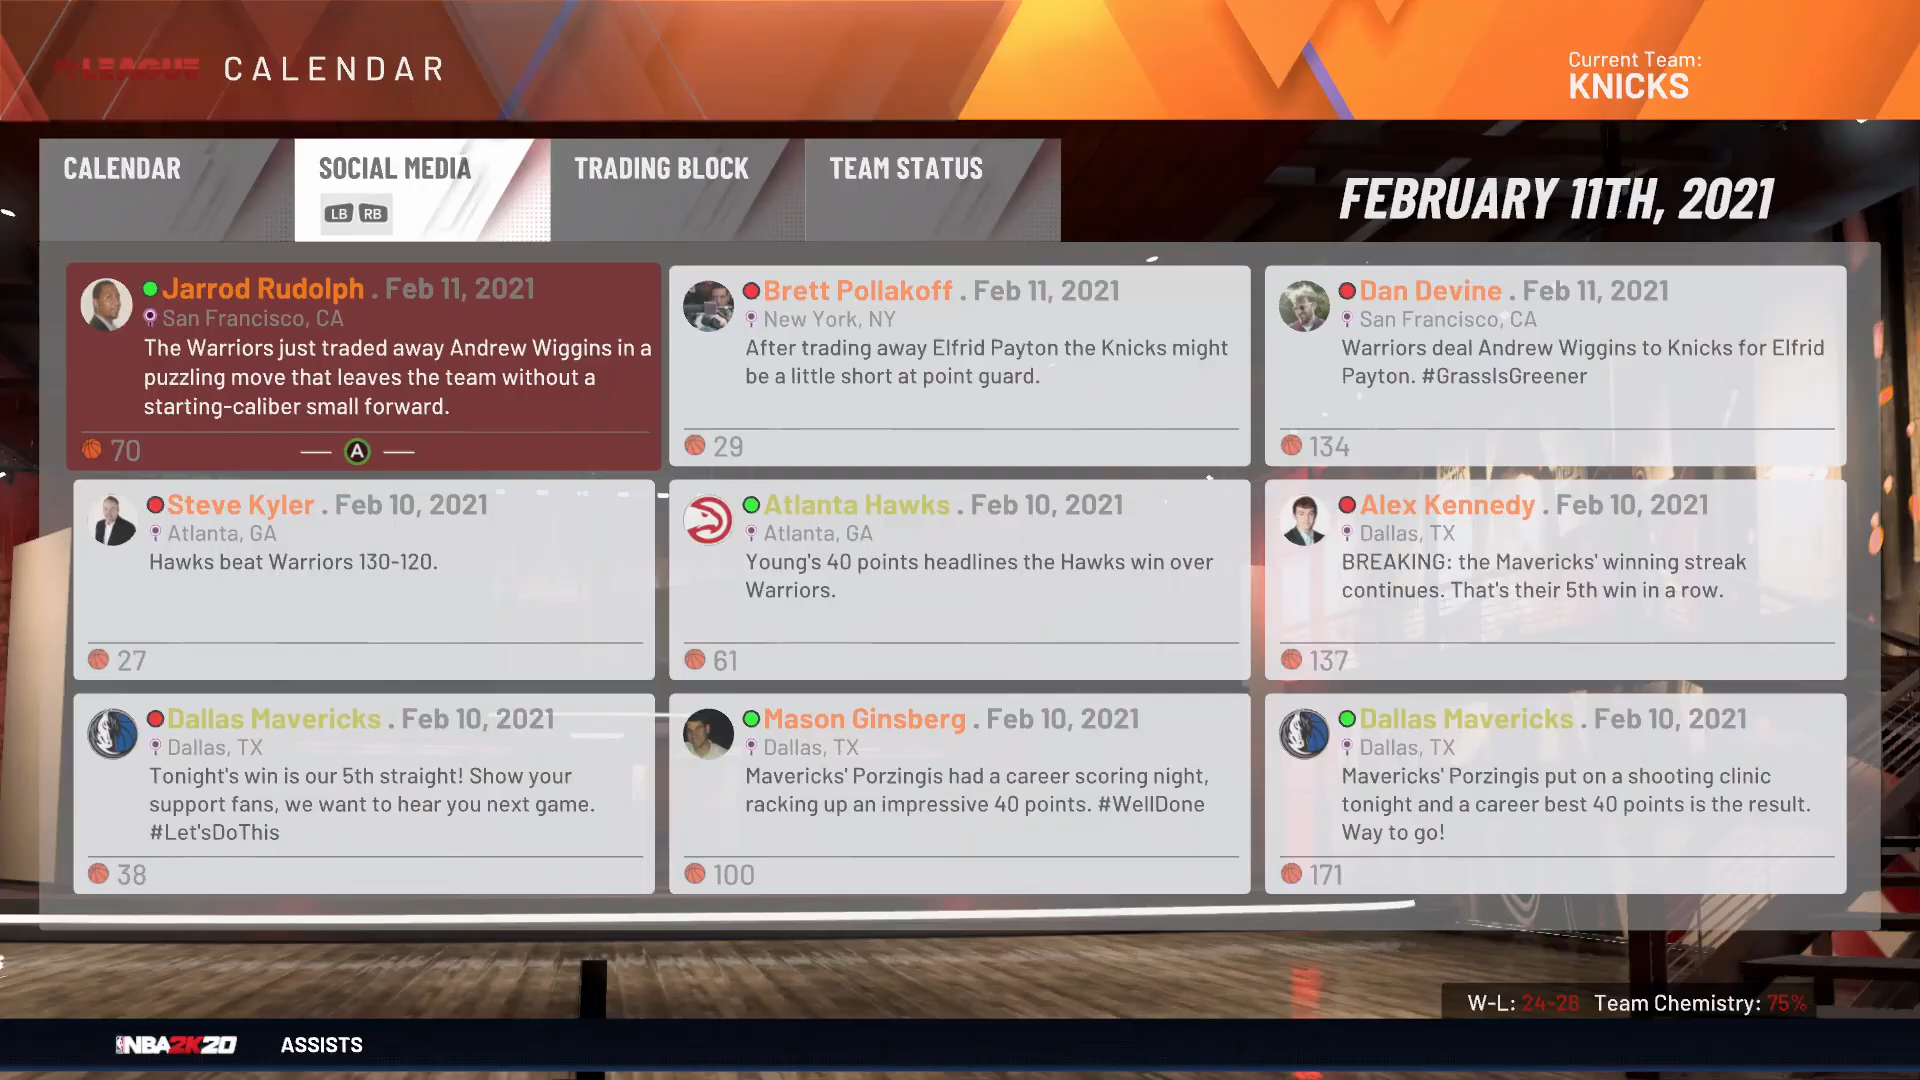 MYLEAGUE CALENDAR
Current Team:
KNICKS
CALENDAR
SOCIAL MEDIA
TRADING BLOCK
TEAM STATUS
LB RB
FEBRUARY 11TH, 2021
Jarrod Rudolph . Feb 11, 2021
San Francisco, CA
The Warriors just traded away Andrew Wiggins in a
puzzling move that leaves the team without a
starting-caliber small forward.
70
A
Brett Pollakoff . Feb 11, 2021
New York, NY
After trading away Elfrid Payton the Knicks might
be a little short at point guard.
29
Dan Devine . Feb 11, 2021
San Francisco, CA
Warriors deal Andrew Wiggins to Knicks for Elfrid
Payton. #GrassIsGreener
134
Steve Kyler . Feb 10, 2021
Atlanta, GA
Hawks beat Warriors 130-120.
27
Atlanta Hawks . Feb 10, 2021
Atlanta, GA
Young's 40 points headlines the Hawks win over
Warriors.
61
Alex Kennedy . Feb 10, 2021
Dallas, TX
BREAKING: the Mavericks' winning streak
continues. That's their 5th win in a row.
137
Dallas Mavericks . Feb 10, 2021
Dallas, TX
Tonight's win is our 5th straight! Show your
support fans, we want to hear you next game.
#Let'sDoThis
38
Mason Ginsberg . Feb 10, 2021
Dallas, TX
Mavericks' Porzingis had a career scoring night,
racking up an impressive 40 points. #WellDone
100
Dallas Mavericks . Feb 10, 2021
Dallas, TX
Mavericks' Porzingis put on a shooting clinic
tonight and a career best 40 points is the result.
Way to go!
171
W-L: 24-26 Team Chemistry: 75%
NBA2K20 ASSISTS